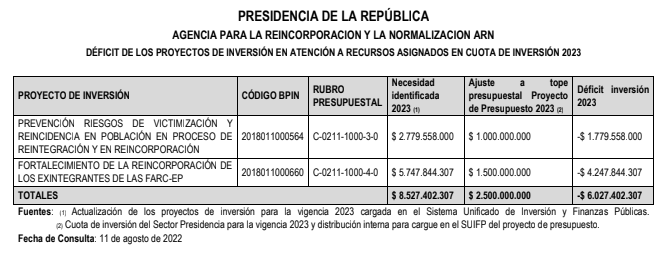 PRESIDENCIA DE LA REPÚBLICA
AGENCIA PARA LA REINCORPORACION Y LA NORMALIZACION ARN
DÉFICIT DE LOS PROYECTOS DE INVERSIÓN EN ATENCIÓN A RECURSOS ASIGNADOS EN CUOTA DE INVERSIÓN 2023
PROYECTO DE INVERSIÓN CÓDIGO BPIN RUBRO PRESUPUESTAL Necesidad identificada 2023 (1) Ajuste a tope presupuestal Proyecto de Presupuesto 2023 (2) Déficit inversión 2023
PREVENCIÓN RIESGOS DE VICTIMIZACIÓN Y
REINCIDENCIA EN POBLACIÓN EN PROCESO DE
REINTEGRACIÓN Y EN REINCORPORACIÓN
2018011000564 C-0211-1000-3-0 $ 2.779.558.000 $ 1.000.000.000 -$ 1.779.558.000
FORTALECIMIENTO DE LA REINCORPORACIÓN DE
LOS EXINTEGRANTES DE LAS FARC-EP
2018011000660 C-0211-1000-4-0 $ 5.747.844.307 $ 1.500.000.000 -$ 4.247.844.307
TOTALES $ 8.527.402.307 $ 2.500.000.000 -$ 6.027.402.307
Fuentes: (1) Actualización de los proyectos de inversión para la vigencia 2023 cargada en el Sistema Unificado de Inversión y Finanzas Públicas.
(2) Cuota de inversión del Sector Presidencia para la vigencia 2023 y distribución interna para cargue en el SUIFP del proyecto de presupuesto.
Fecha de Consulta: 11 de agosto de 2022